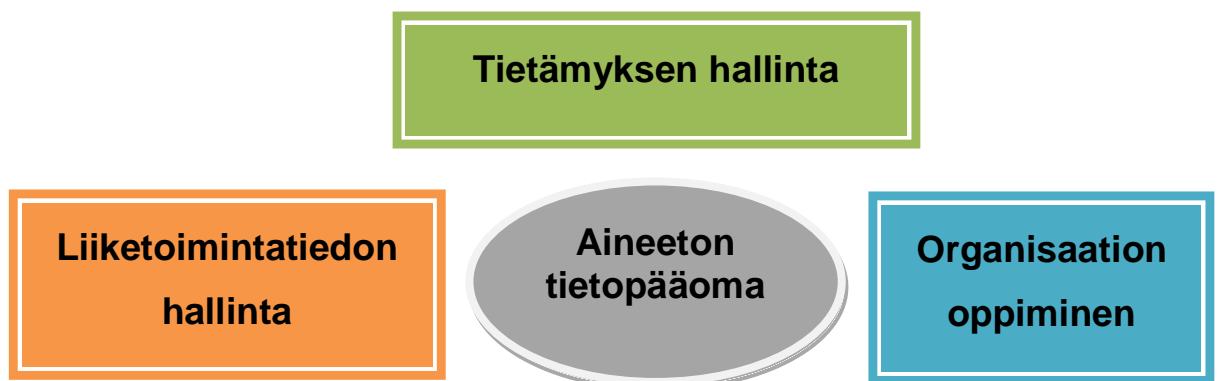 Tietämyksen hallinta
Liiketoimintatiedon
hallinta
Aineeton
tietopääoma
Organisaation
oppiminen